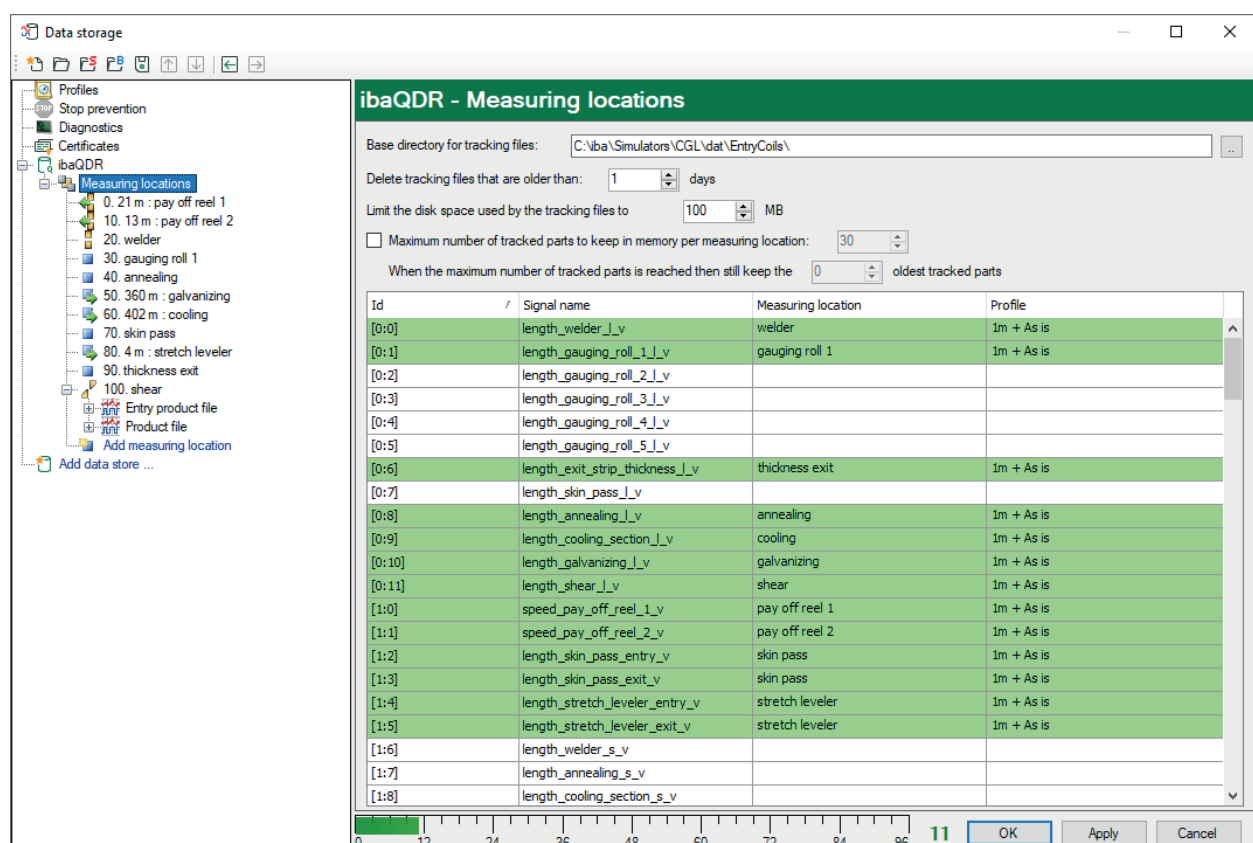 Data storage
Profiles
STOP Stop prevention
Diagnostics
Certificates
ibaQDR
Measuring locations
0. 21 m : pay off reel 1
10. 13 m : pay off reel 2
20. welder
30. gauging roll 1
40. annealing
50. 360 m : galvanizing
60. 402 m : cooling
70. skin pass
80. 4 m : stretch leveler
90. thickness exit
100. shear
Entry product file
Product file
Add measuring location
Add data store ...
ibaQDR - Measuring locations
Base directory for tracking files: C:\iba\Simulators\CGL\dat\EntryCoils\ ..
Delete tracking files that are older than: 1 days
Limit the disk space used by the tracking files to 100 MB
Maximum number of tracked parts to keep in memory per measuring location: 30
When the maximum number of tracked parts is reached then still keep the 0 oldest tracked parts
Id / Signal name Measuring location Profile
[0:0] length_welder_l_v welder 1m + As is
[0:1] length_gauging_roll_1_l_v gauging roll 1 1m + As is
[0:2] length_gauging_roll_2_l_v
[0:3] length_gauging_roll_3_l_v
[0:4] length_gauging_roll_4_l_v
[0:5] length_gauging_roll_5_l_v
[0:6] length_exit_strip_thickness_l_v thickness exit 1m + As is
[0:7] length_skin_pass_l_v
[0:8] length_annealing_l_v annealing 1m + As is
[0:9] length_cooling_section_l_v cooling 1m + As is
[0:10] length_galvanizing_l_v galvanizing 1m + As is
[0:11] length_shear_l_v shear 1m + As is
[1:0] speed_pay_off_reel_1_v pay off reel 1 1m + As is
[1:1] speed_pay_off_reel_2_v pay off reel 2 1m + As is
[1:2] length_skin_pass_entry_v skin pass 1m + As is
[1:3] length_skin_pass_exit_v skin pass 1m + As is
[1:4] length_stretch_leveler_entry_v stretch leveler 1m + As is
[1:5] length_stretch_leveler_exit_v stretch leveler 1m + As is
[1:6] length_welder_s_v
[1:7] length_annealing_s_v
[1:8] length_cooling_section_s_v
0 12 24 36 48 60 72 84 96 11 OK Apply Cancel